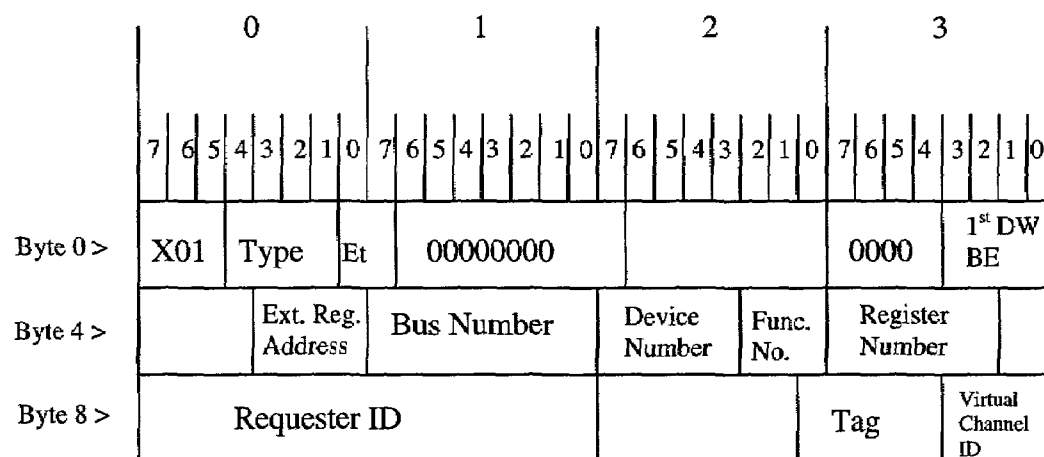 0 1 2 3
7 6 5 4 3 2 1 0 7 6 5 4 3 2 1 0 7 6 5 4 3 2 1 0 7 6 5 4 3 2 1 0
Byte 0 > X01 Type Et 00000000 0000 1st DW
BE
Byte 4 > Ext. Reg.
Address Bus Number Device
Number Func.
No. Register
Number
Byte 8 > Requester ID Tag Virtual
Channel
ID